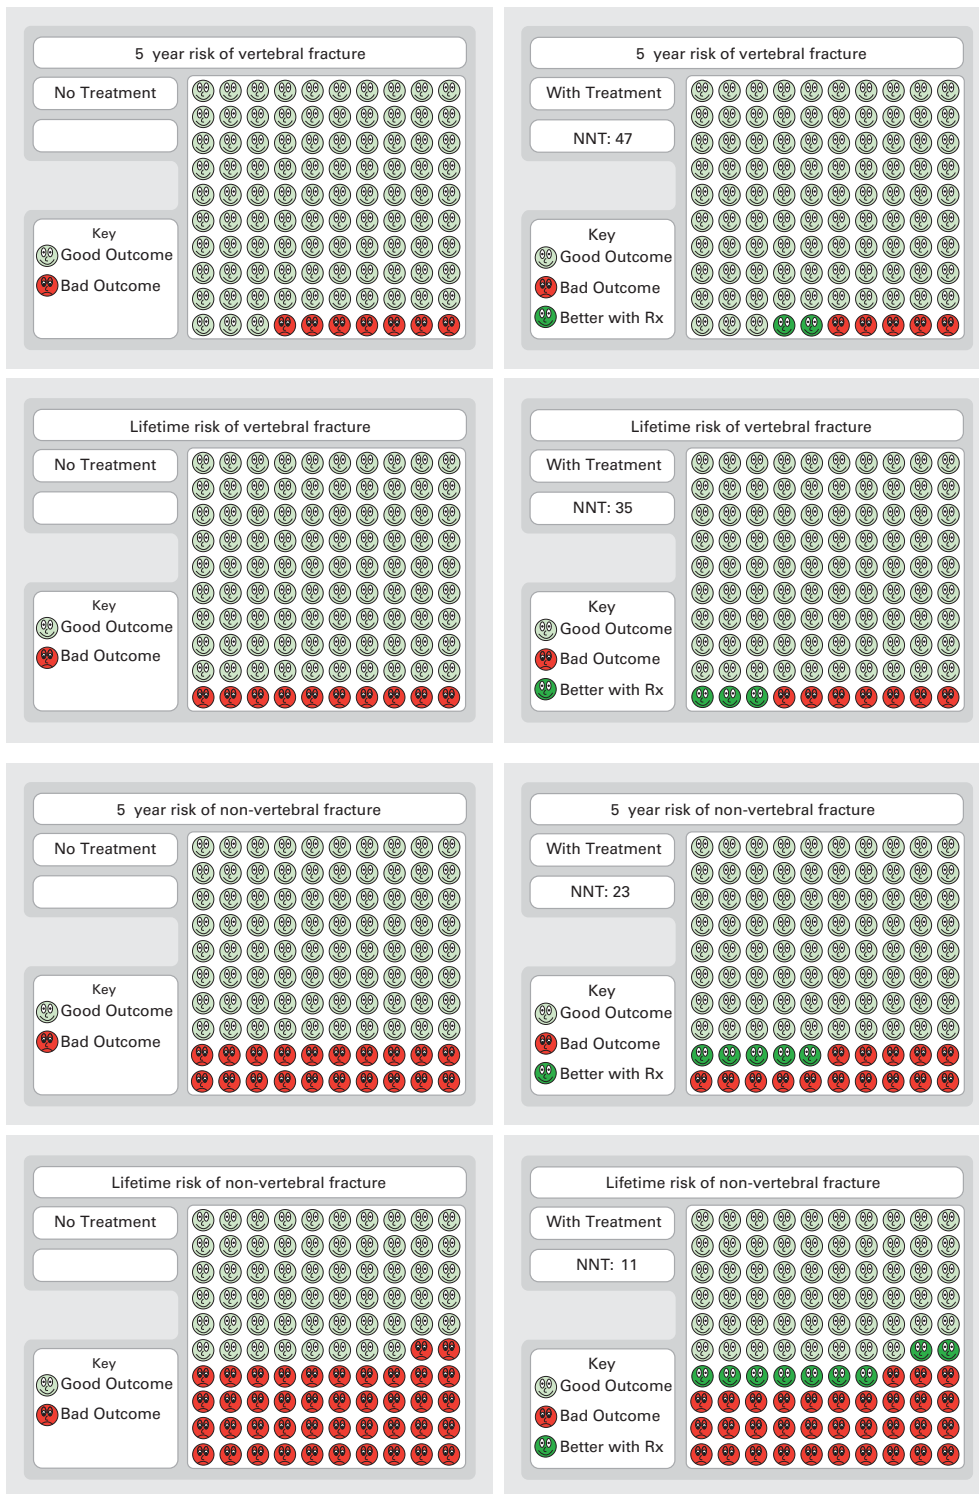 5 year risk of vertebral fracture
No Treatment
Key
Good Outcome
Bad Outcome
5 year risk of vertebral fracture
With Treatment
NNT: 47
Key
Good Outcome
Bad Outcome
Better with Rx
Lifetime risk of vertebral fracture
No Treatment
Key
Good Outcome
Bad Outcome
Lifetime risk of vertebral fracture
With Treatment
NNT: 35
Key
Good Outcome
Bad Outcome
Better with Rx
5 year risk of non-vertebral fracture
No Treatment
Key
Good Outcome
Bad Outcome
5 year risk of non-vertebral fracture
With Treatment
NNT: 23
Key
Good Outcome
Bad Outcome
Better with Rx
Lifetime risk of non-vertebral fracture
No Treatment
Key
Good Outcome
Bad Outcome
Lifetime risk of non-vertebral fracture
With Treatment
NNT: 11
Key
Good Outcome
Bad Outcome
Better with Rx